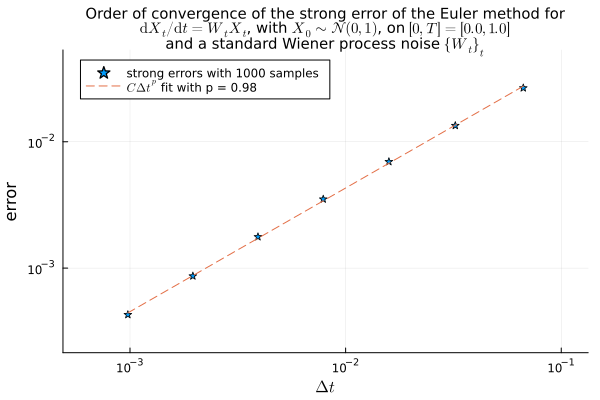 Order of convergence of the strong error of the Euler method for
dX_t/dt = W_t X_t, with X_0 ∼ 𝒩(0, 1), on [0, T] = [0.0, 1.0]
and a standard Wiener process noise {W_t}_t
strong errors with 1000 samples
CΔt^p fit with p = 0.98
error
10^-2
10^-3
10^-3
10^-2
10^-1
Δt